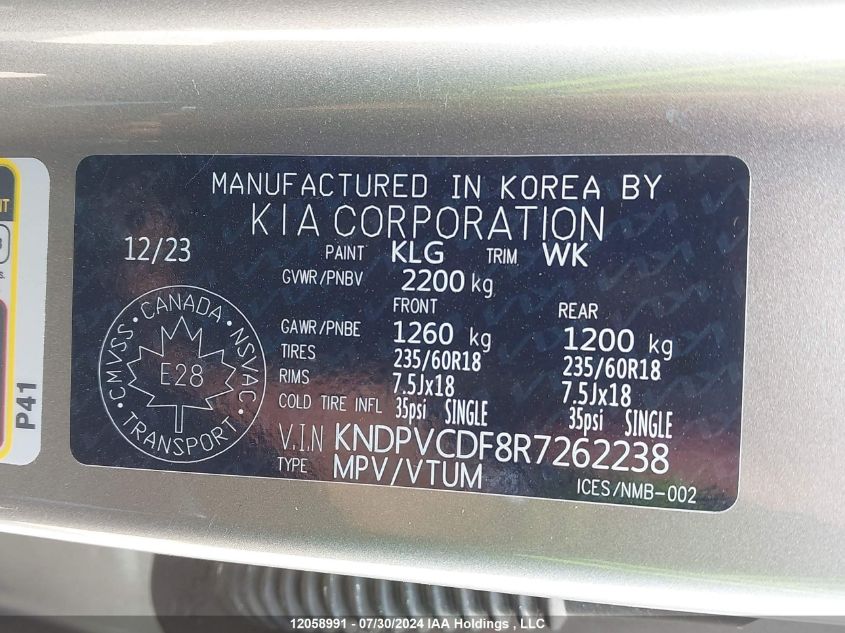 MANUFACTURED IN KOREA BY
KIA CORPORATION
12/23 PAINT KLG TRIM WK
GVWR/PNBV 2200 kg
FRONT REAR
GAWR/PNBE 1260 kg 1200 kg
TIRES 235/60R18 235/60R18
RIMS 7.5Jx18 7.5Jx18
COLD TIRE INFL 35psi SINGLE 35psi SINGLE
V.I.N KNDPVCDF8R7262238
TYPE MPV/VTUM
ICES/NMB-002
CANADA
CMVSS NSVAC
E28
TRANSPORT
P41
12058991 - 07/30/2024 IAA Holdings, LLC